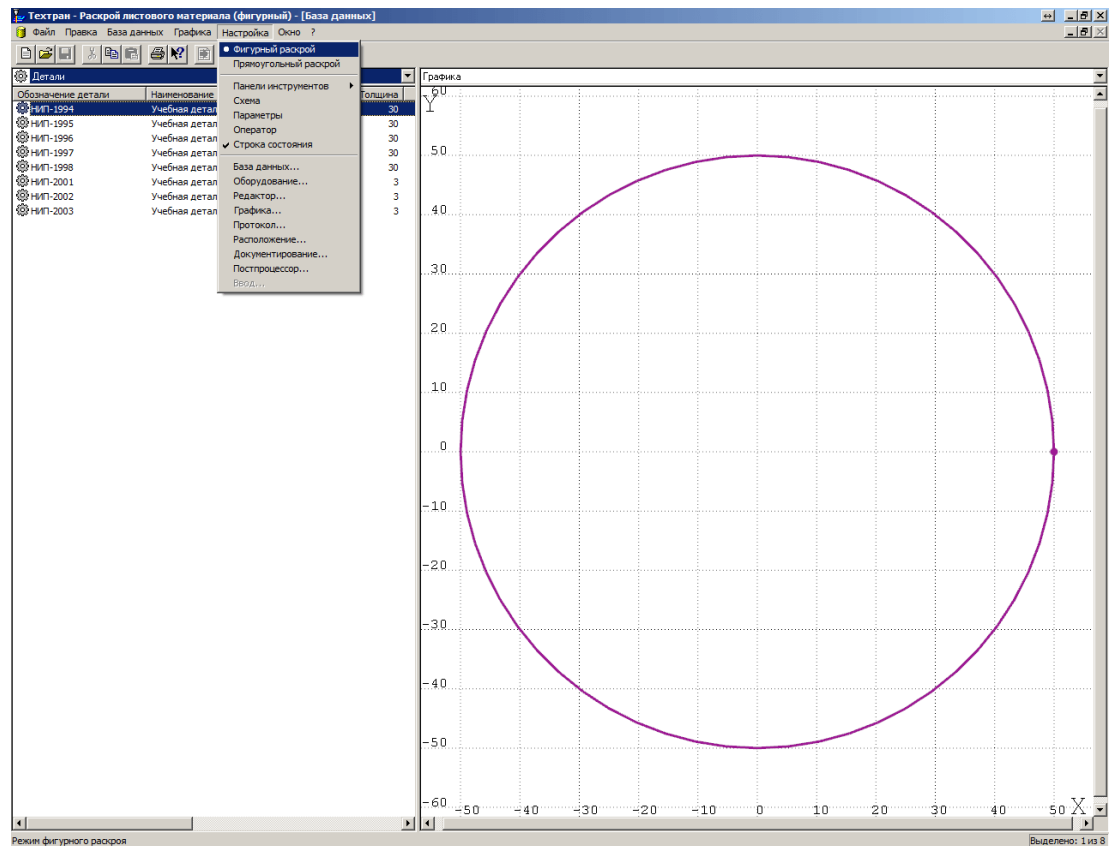 Техтран - Раскрой листового материала (фигурный) - [База данных]
Файл Правка База данных Графика Настройка Окно ?
Детали
Обозначение детали Наименование Толщина
НИП-1994 Учебная детал 30
НИП-1995 Учебная детал 30
НИП-1996 Учебная детал 30
НИП-1997 Учебная детал 30
НИП-1998 Учебная детал 30
НИП-2001 Учебная детал 3
НИП-2002 Учебная детал 3
НИП-2003 Учебная детал 3
Фигурный раскрой
Прямоугольный раскрой
Панели инструментов
Схема
Параметры
Оператор
Строка состояния
База данных...
Оборудование...
Редактор...
Графика...
Протокол...
Расположение...
Документирование...
Постпроцессор...
Ввод...
Графика
Y
60
50
40
30
20
10
0
-10
-20
-30
-40
-50
-60
-50 -40 -30 -20 -10 0 10 20 30 40 50 X
Режим фигурного раскроя
Выделено: 1 из 8